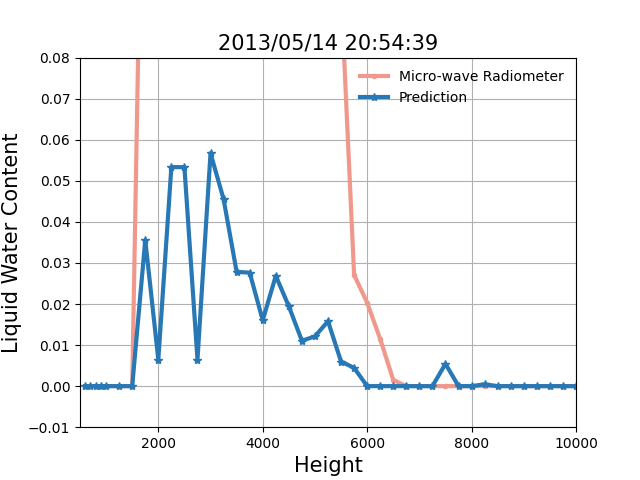 2013/05/14 20:54:39
Micro-wave Radiometer
Prediction
Liquid Water Content
0.08
0.07
0.06
0.05
0.04
0.03
0.02
0.01
0.00
−0.01
2000 4000 6000 8000 10000
Height